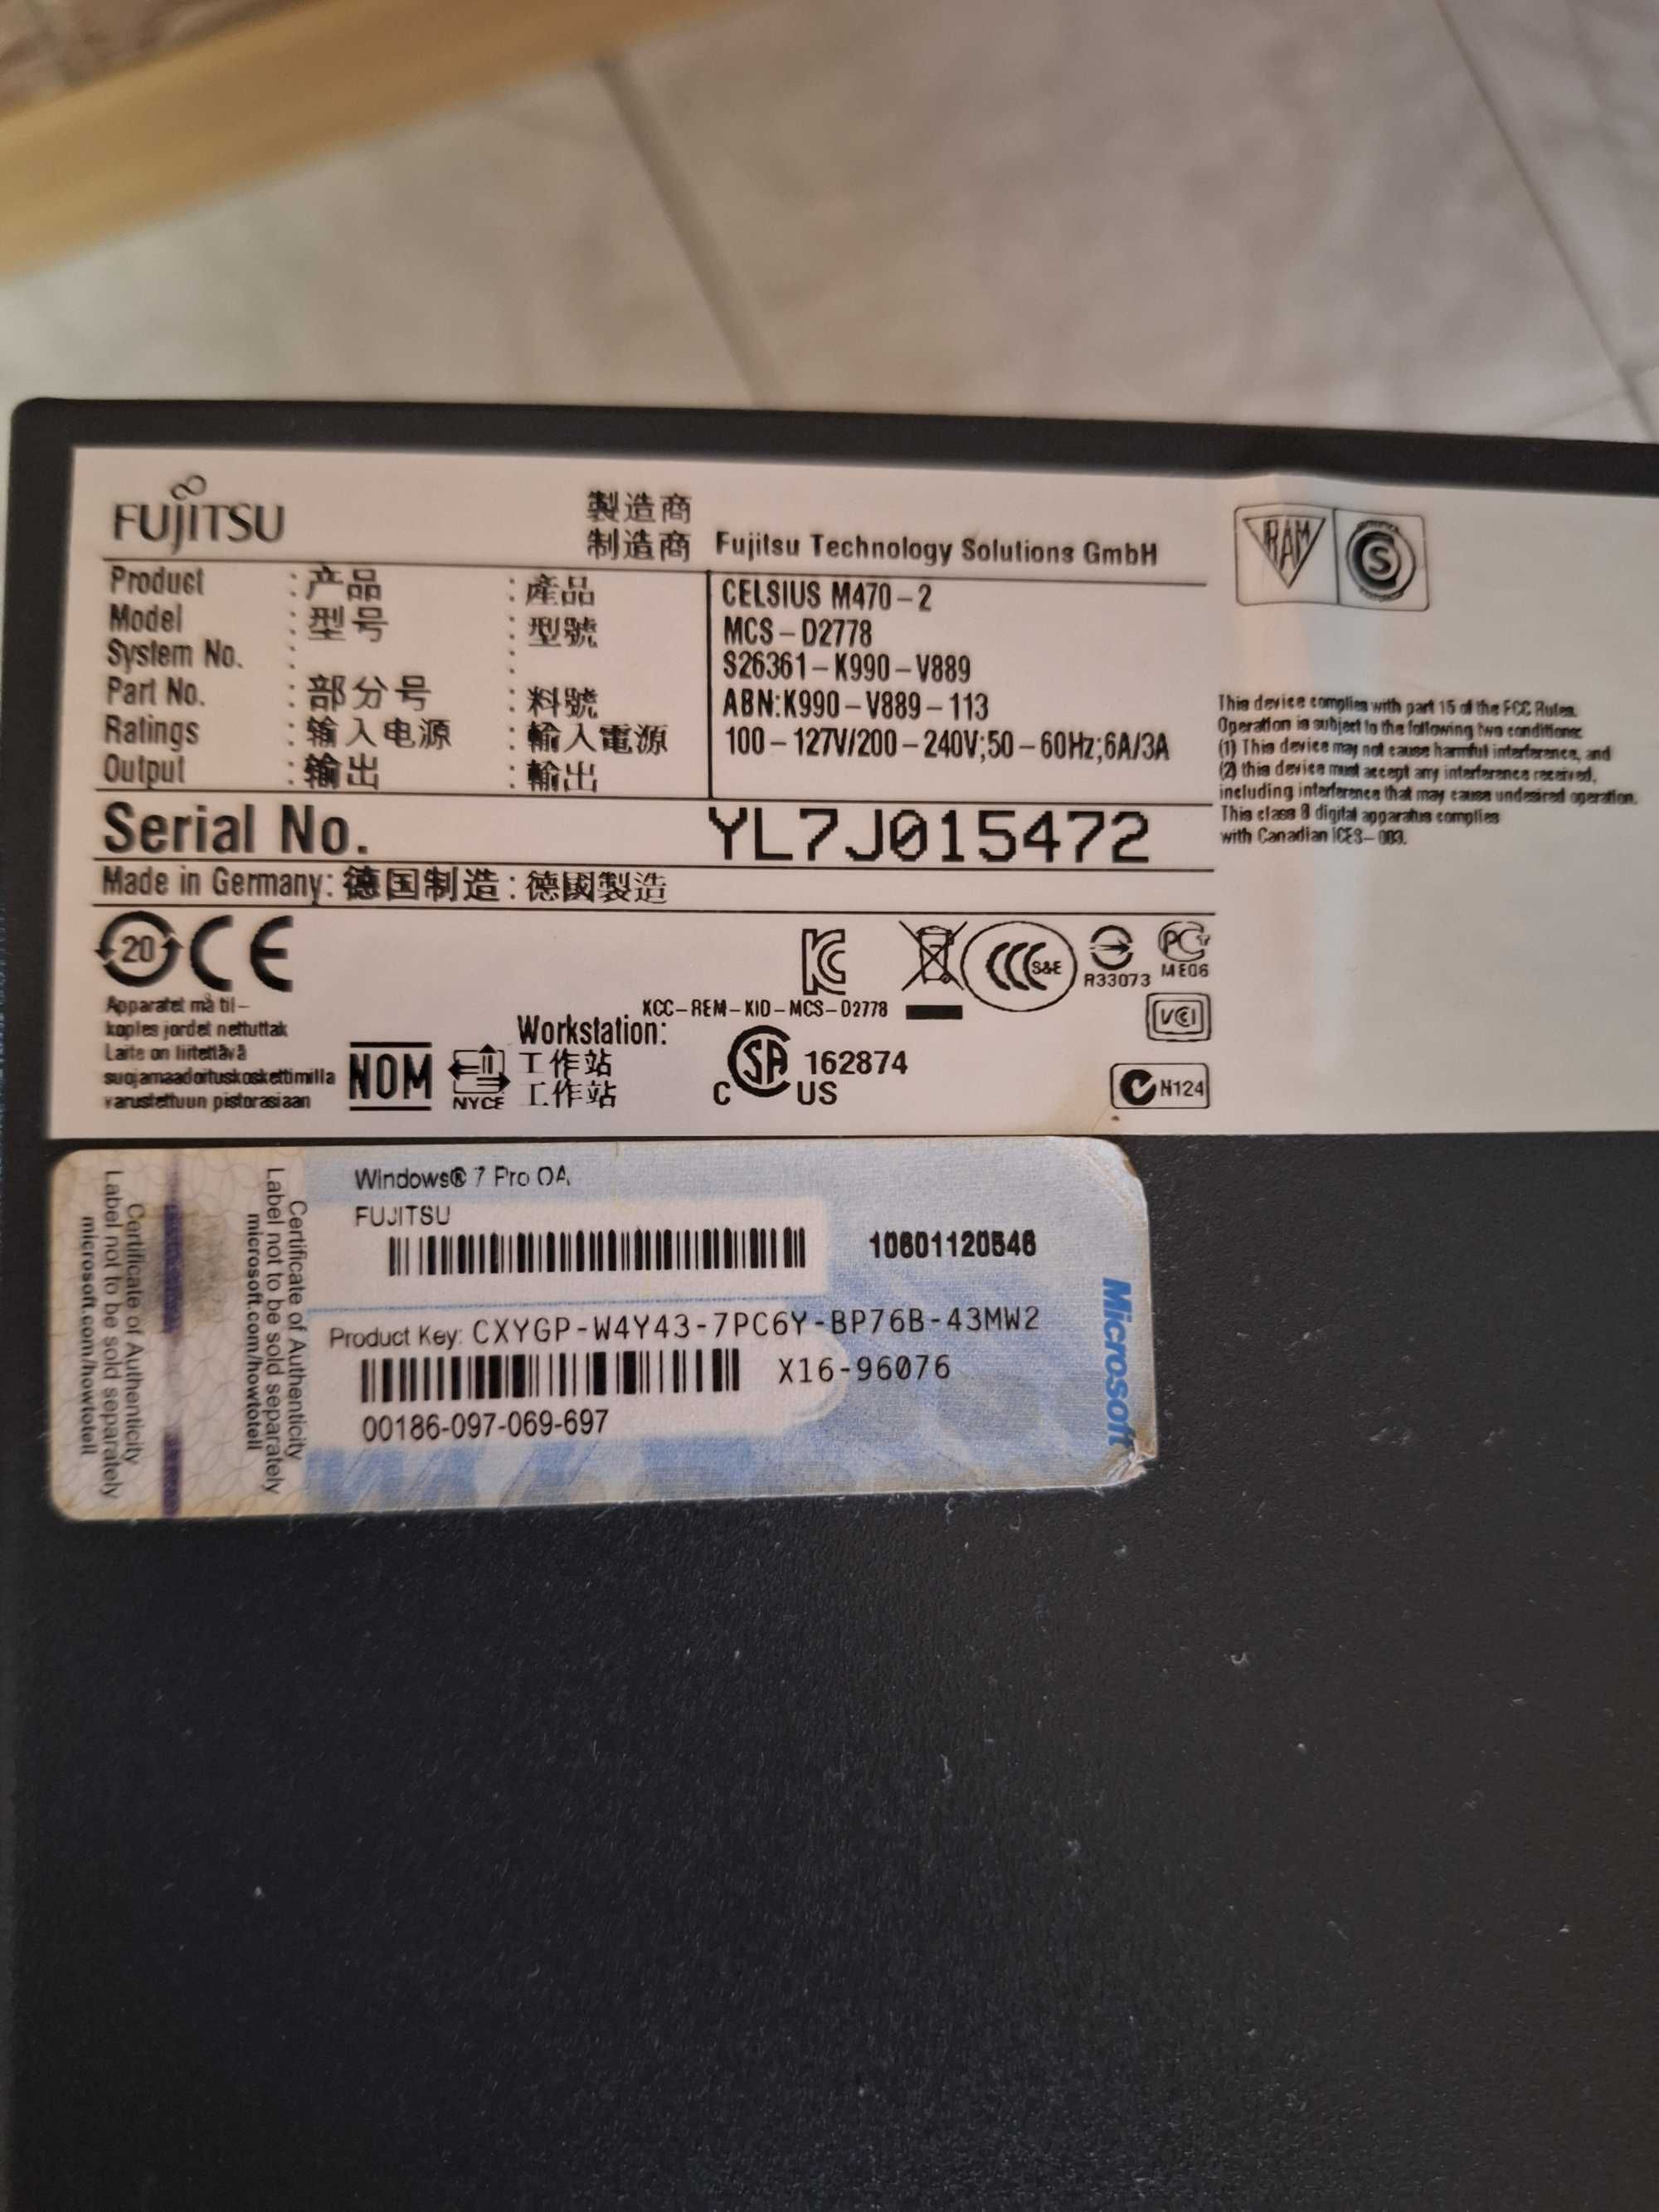 FUJITSU
製造商
制造商 Fujitsu Technology Solutions GmbH
Product :产品 :產品 CELSIUS M470-2
Model :型号 :型號 MCS-D2778
System No. : : S26361-K990-V889
Part No. :部分号 :料號 ABN:K990-V889-113
Ratings :输入电源 :輸入電源 100-127V/200-240V;50-60Hz;6A/3A
Output :输出 :輸出
Serial No. YL7J015472
Made in Germany: 德国制造: 德國製造
RAM S
This device complies with part 15 of the FCC Rules.
Operation is subject to the following two conditions:
(1) This device may not cause harmful interference, and
(2) this device must accept any interference received,
including interference that may cause undesired operation.
This class B digital apparatus complies
with Canadian ICES-003.
20 CE
Apparatet må til-
koples jordet nettuttak
Laite on liitettävä
suojamaadoituskoskettimilla
varustettuun pistorasiaan
NOM
NYCE
KCC-REM-KID-MCS-D2778
Workstation:
工作站
工作站
C SA US 162874
CCC S&E
R33073
PC
ME06
VCI
N124
Windows® 7 Pro OA
FUJITSU
10601120546
Product Key: CXYGP-W4Y43-7PC6Y-BP76B-43MW2
X16-96076
00186-097-069-697
Microsoft
Certificate of Authenticity
Label not to be sold separately
microsoft.com/howtotell
Certificate of Authenticity
Label not to be sold separately
microsoft.com/howtotell